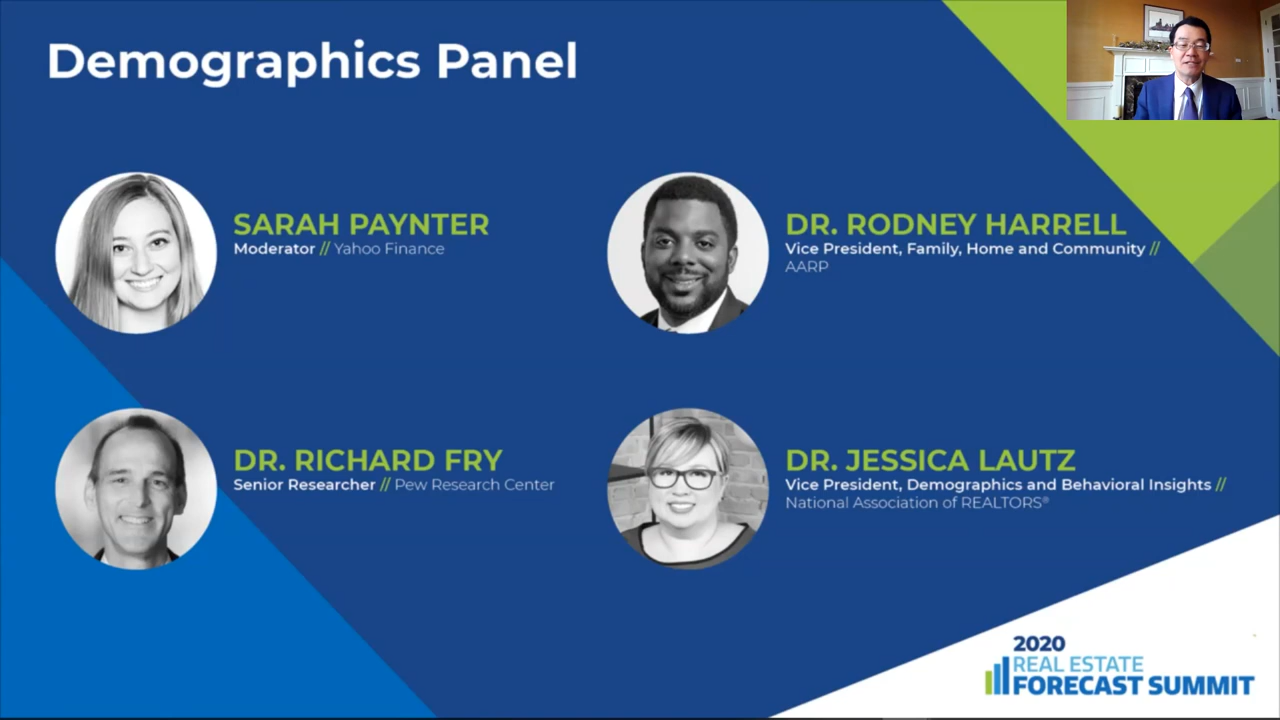 Demographics Panel
SARAH PAYNTER
Moderator // Yahoo Finance
DR. RODNEY HARRELL
Vice President, Family, Home and Community //
AARP
DR. RICHARD FRY
Senior Researcher // Pew Research Center
DR. JESSICA LAUTZ
Vice President, Demographics and Behavioral Insights //
National Association of REALTORS®
2020
REAL ESTATE
FORECAST SUMMIT